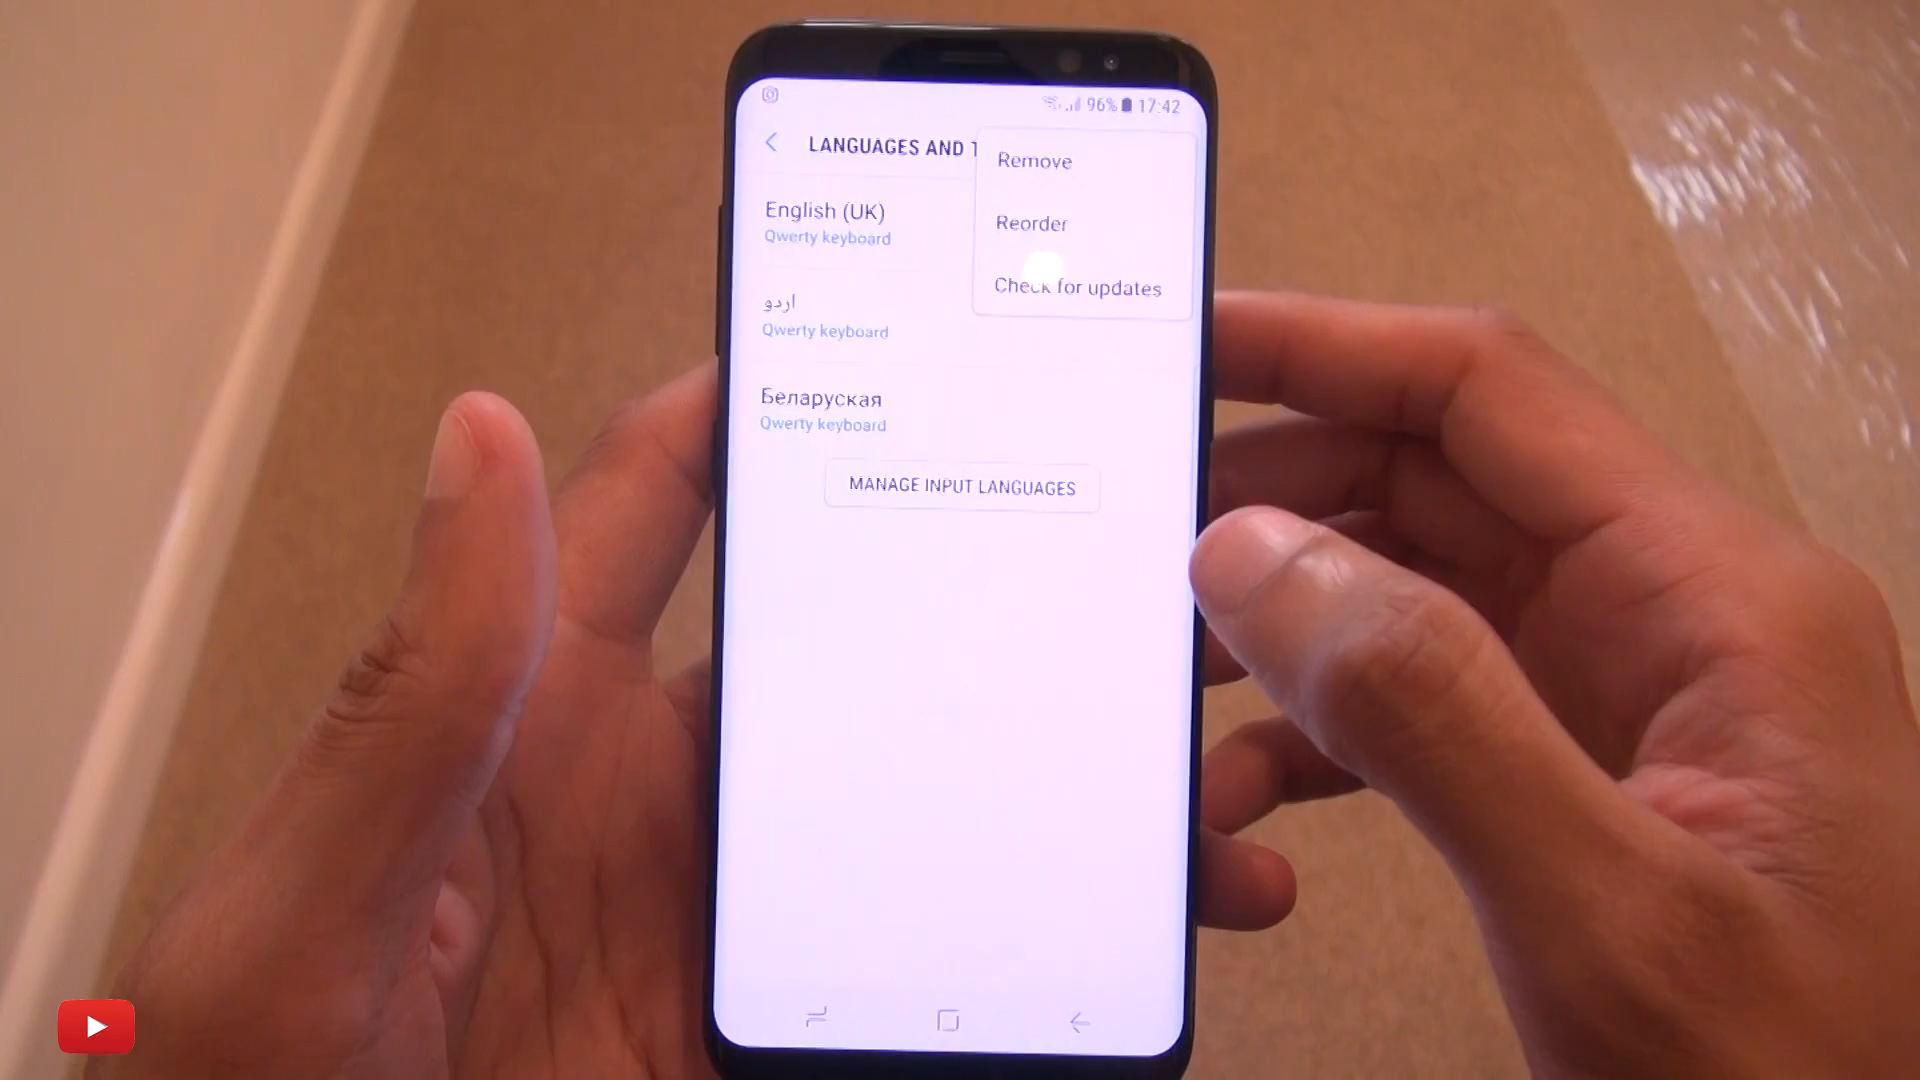 96% 17:42
LANGUAGES AND T
Remove
English (UK)
Qwerty keyboard
Reorder
Check for updates
اردو
Qwerty keyboard
Беларуская
Qwerty keyboard
MANAGE INPUT LANGUAGES